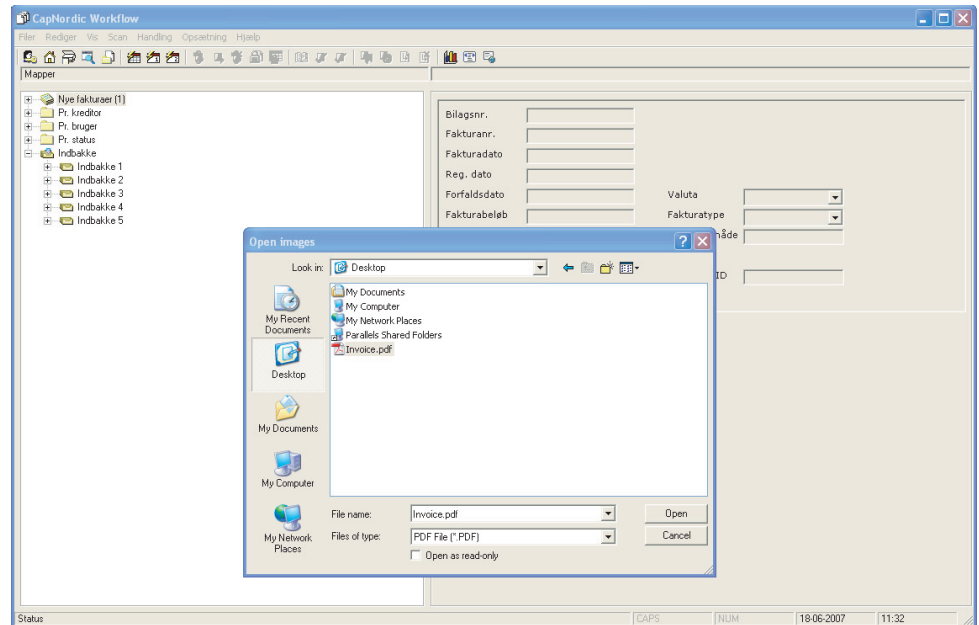 CapNordic Workflow
Filer Rediger Vis Scan Handling Opsætning Hjælp
Mapper
Nye fakturaer (1)
Pr. kreditor
Pr. bruger
Pr. status
Indbakke
Indbakke 1
Indbakke 2
Indbakke 3
Indbakke 4
Indbakke 5
Bilagsnr.
Fakturanr.
Fakturadato
Reg. dato
Forfaldsdato
Valuta
Fakturabeløb
Fakturatype
måde
ID
Open images
Look in: Desktop
My Recent
Documents
Desktop
My Documents
My Computer
My Network
Places
My Documents
My Computer
My Network Places
Parallels Shared Folders
Invoice.pdf
File name: Invoice.pdf
Open
Files of type: PDF File (*.PDF)
Cancel
Open as read-only
Status
CAPS
NUM
18-06-2007
11:32